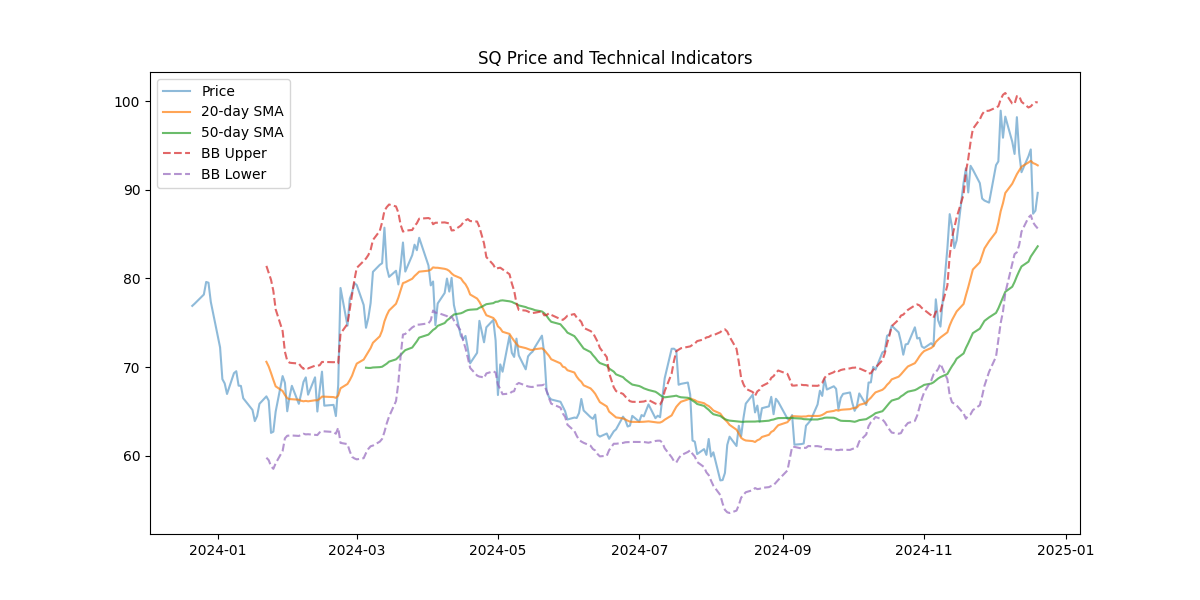 SQ Price and Technical Indicators
Price
20-day SMA
50-day SMA
BB Upper
BB Lower
100
90
80
70
60
2024-01
2024-03
2024-05
2024-07
2024-09
2024-11
2025-01